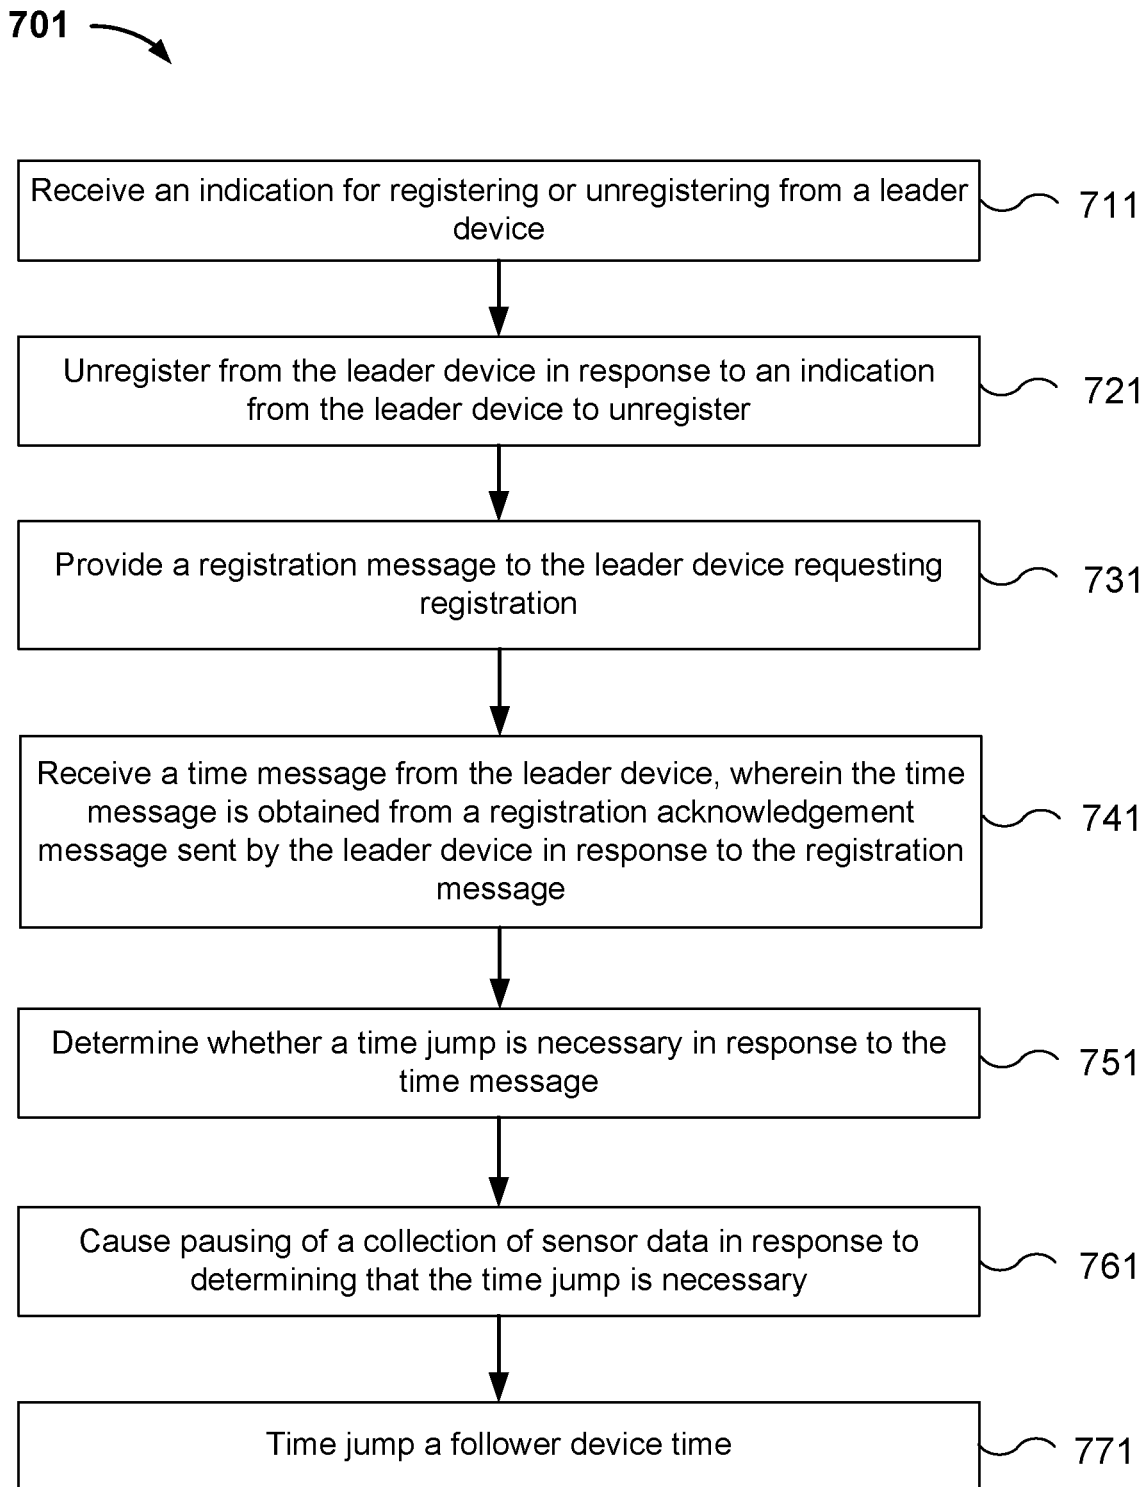 701
Receive an indication for registering or unregistering from a leader
device
711
Unregister from the leader device in response to an indication
from the leader device to unregister
721
Provide a registration message to the leader device requesting
registration
731
Receive a time message from the leader device, wherein the time
message is obtained from a registration acknowledgement
message sent by the leader device in response to the registration
message
741
Determine whether a time jump is necessary in response to the
time message
751
Cause pausing of a collection of sensor data in response to
determining that the time jump is necessary
761
Time jump a follower device time
771